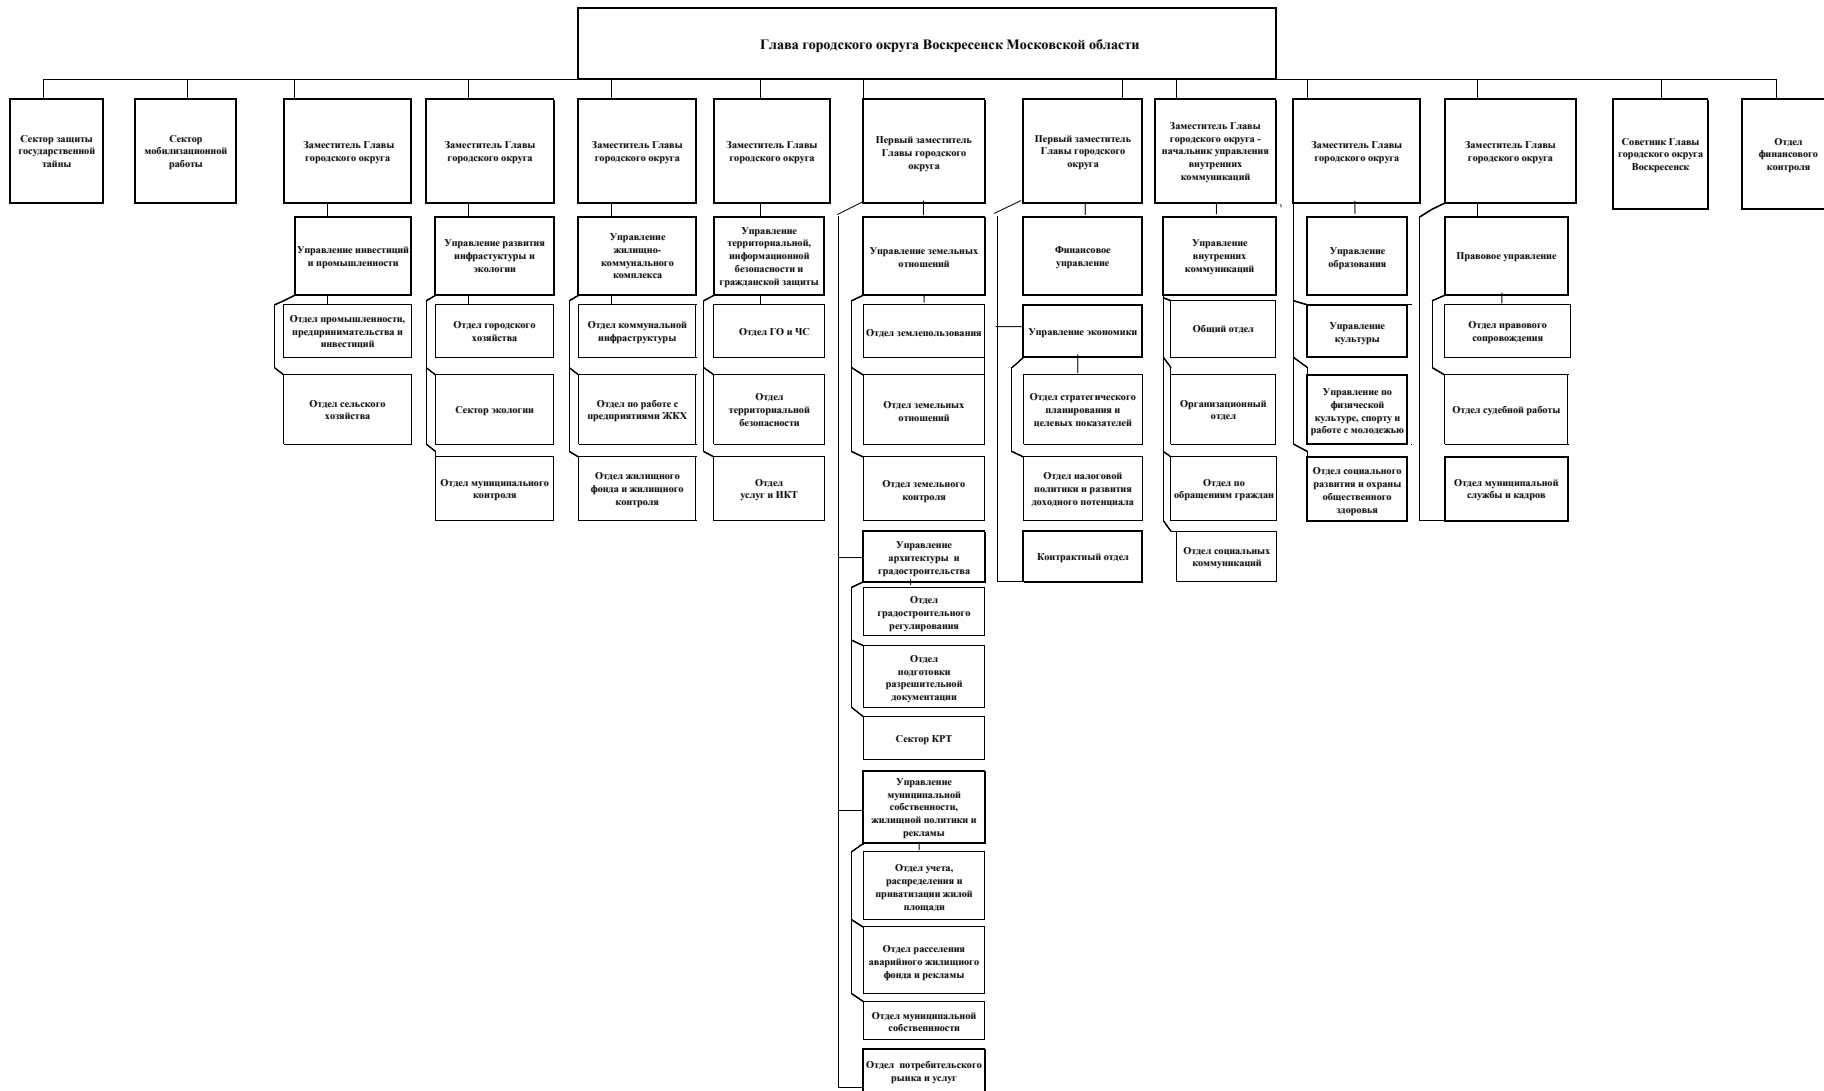 Глава городского округа Воскресенск Московской области
Сектор защиты
государственной
тайны
Сектор
мобилизационной
работы
Заместитель Главы
городского округа
Заместитель Главы
городского округа
Заместитель Главы
городского округа
Заместитель Главы
городского округа
Первый заместитель
Главы городского
округа
Первый заместитель
Главы городского
округа
Заместитель Главы
городского округа -
начальник управления
внутренних
коммуникаций
Заместитель Главы
городского округа
Заместитель Главы
городского округа
Советник Главы
городского округа
Воскресенск
Отдел
финансового
контроля
Управление инвестиций
и промышленности
Управление развития
инфрастуктуры и
экологии
Управление
жилищно-
коммунального
комплекса
Управление
территориальной,
информационной
безопасности и
гражданской защиты
Управление земельных
отношений
Финансовое
управление
Управление
внутренних
коммуникаций
Управление
образования
Правовое управление
Отдел промышленности,
предпринимательства и
инвестиций
Отдел городского
хозяйства
Отдел коммунальной
инфраструктуры
Отдел ГО и ЧС
Отдел землепользования
Управление экономики
Общий отдел
Управление
культуры
Отдел правового
сопровождения
Отдел сельского
хозяйства
Сектор экологии
Отдел по работе с
предприятиями ЖКХ
Отдел
территориальной
безопасности
Отдел земельных
отношений
Отдел стратегического
планирования и
целевых показателей
Организационный
отдел
Управление по
физической
культуре, спорту и
работе с молодежью
Отдел судебной работы
Отдел муниципального
контроля
Отдел жилищного
фонда и жилищного
контроля
Отдел
услуг и ИКТ
Отдел земельного
контроля
Отдел налоговой
политики и развития
доходного потенциала
Отдел по
обращениям граждан
Отдел социального
развития и охраны
общественного
здоровья
Отдел муниципальной
службы и кадров
Управление
архитектуры и
градостроительства
Контрактный отдел
Отдел социальных
коммуникаций
Отдел
градостроительного
регулирования
Отдел
подготовки
разрешительной
документации
Сектор КРТ
Управление
муниципальной
собственности,
жилищной политики и
рекламы
Отдел учета,
распределения и
приватизации жилой
площади
Отдел расселения
аварийного жилищного
фонда и рекламы
Отдел муниципальной
собствепнности
Отдел потребительского
рынка и услуг